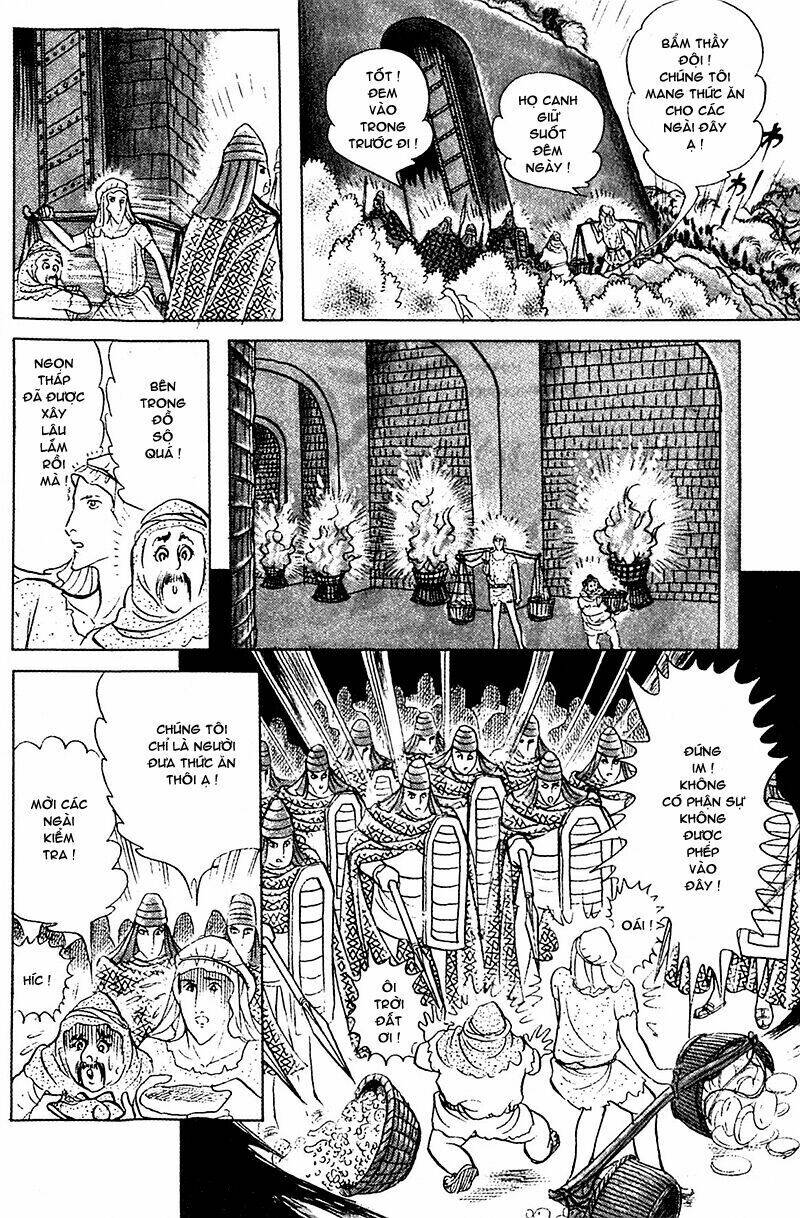 BẨM THẦY
ĐỘI !
CHÚNG TÔI
MANG THỨC ĂN
CHO CÁC
NGÀI ĐÂY
Ạ !
HỌ CANH
GIỮ
SUỐT
ĐÊM
NGÀY !
TỐT !
ĐEM
VÀO
TRONG
TRƯỚC ĐI !
BÊN
TRONG
ĐỒ
SỘ
QUÁ !
NGỌN
THÁP
ĐÃ ĐƯỢC
XÂY
LÂU
LẮM
RỒI
MÀ !
ĐỨNG
IM !
KHÔNG
CÓ PHẬN SỰ
KHÔNG
ĐƯỢC
PHÉP
VÀO
ĐÂY !
OÁI !
ÔI
TRỜI
ĐẤT
ƠI !
CHÚNG TÔI
CHỈ LÀ NGƯỜI
ĐƯA THỨC ĂN
THÔI Ạ !
MỜI CÁC
NGÀI
KIỂM
TRA !
HÍC !